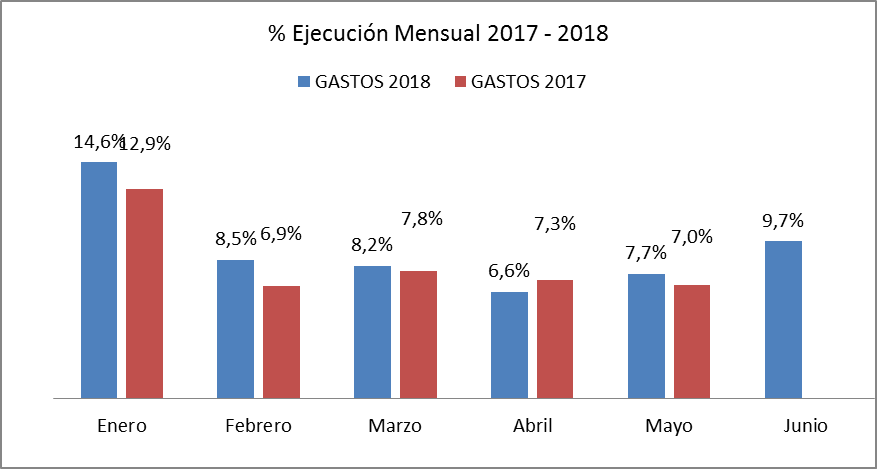 % Ejecución Mensual 2017 - 2018
GASTOS 2018 GASTOS 2017
14,6% 12,9%
8,5% 6,9%
8,2% 7,8%
6,6% 7,3%
7,7% 7,0%
9,7%
Enero Febrero Marzo Abril Mayo Junio